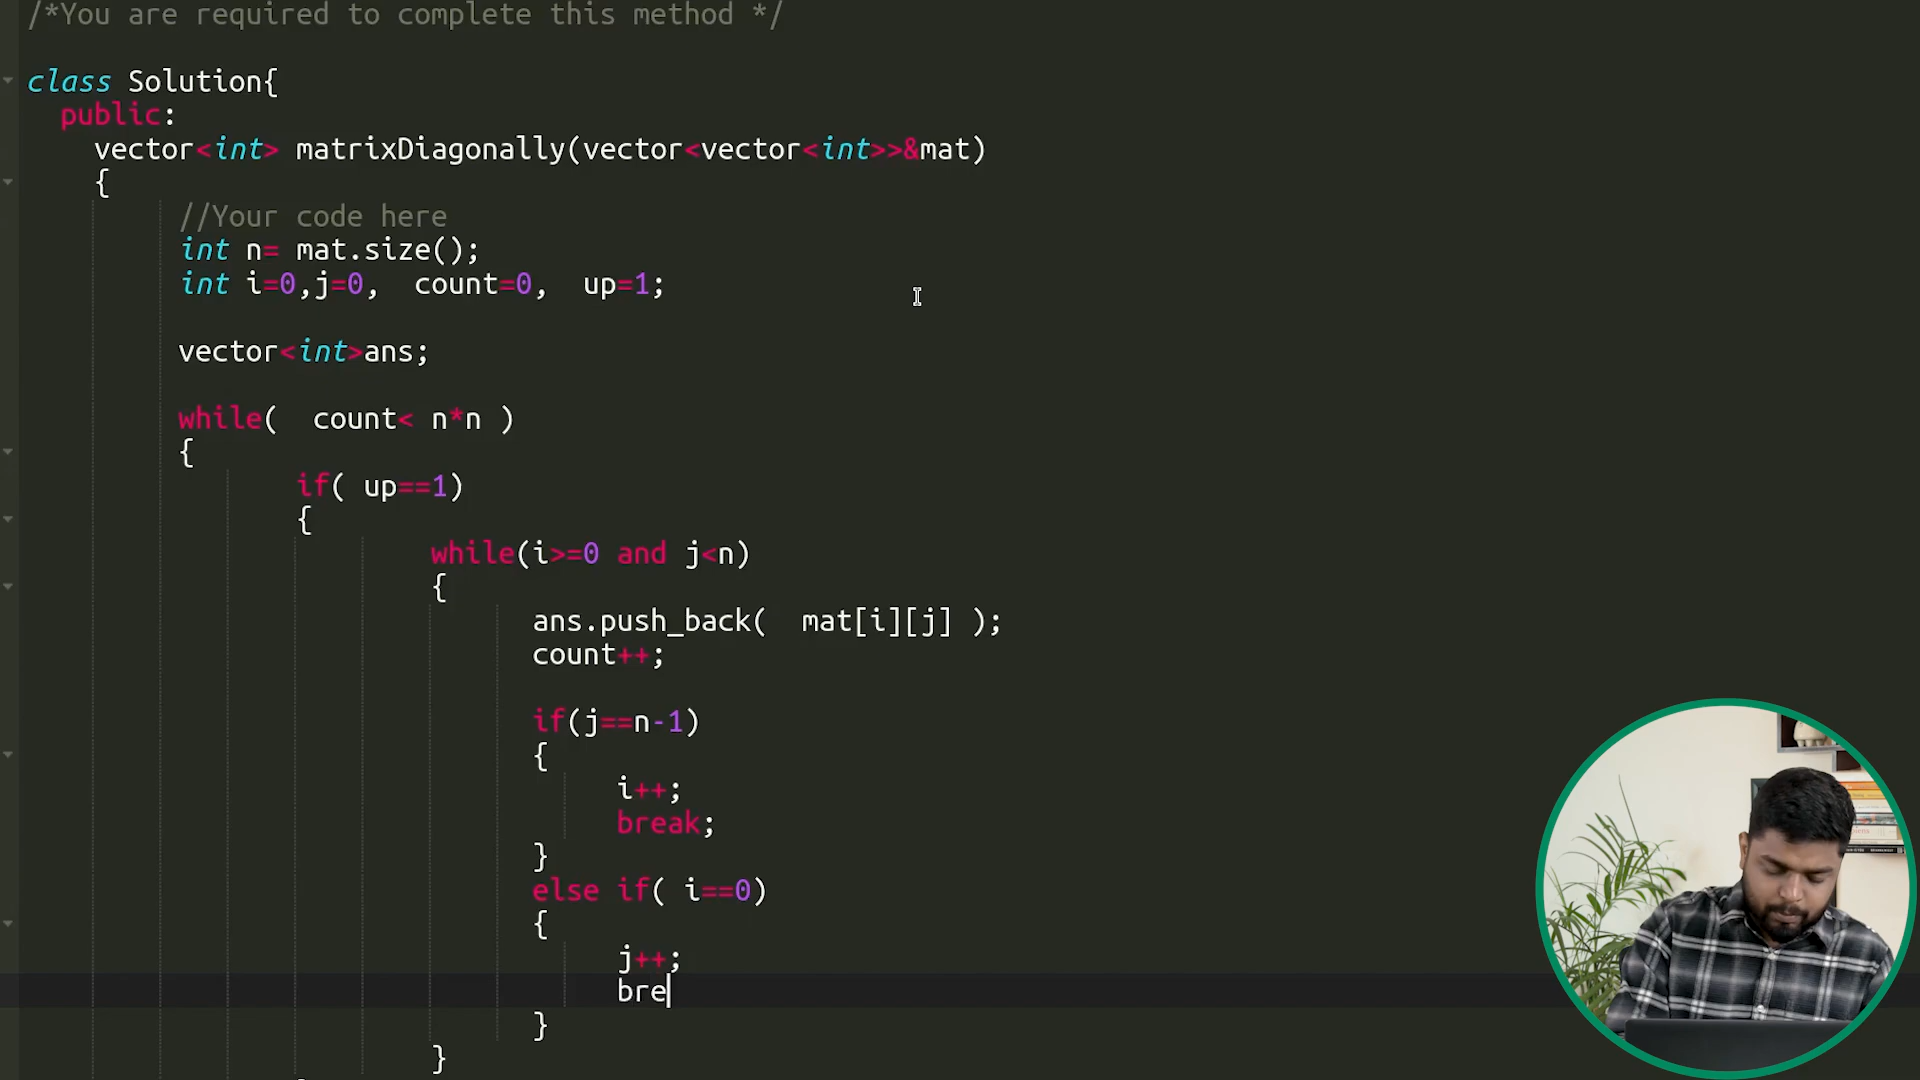 /*You are required to complete this method */
class Solution{
public:
vector<int> matrixDiagonally(vector<vector<int>>&mat)
{
//Your code here
int n= mat.size();
int i=0,j=0,  count=0,  up=1;
vector<int>ans;
while(  count< n*n )
{
if( up==1)
{
while(i>=0 and j<n)
{
ans.push_back(  mat[i][j] );
count++;
if(j==n-1)
{
i++;
break;
}
else if( i==0)
{
j++;
bre
}
}